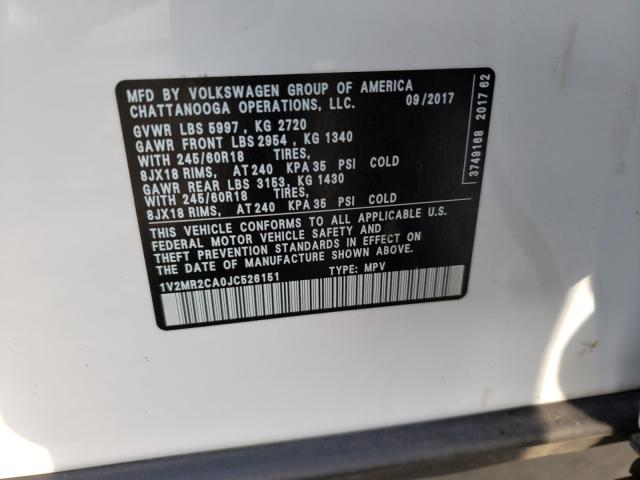 MFD BY VOLKSWAGEN GROUP OF AMERICA
CHATTANOOGA OPERATIONS, LLC. 09/2017
GVWR LBS 5997 , KG 2720
GAWR FRONT LBS 2954 , KG 1340
WITH 245/60R18 TIRES,
8JX18 RIMS, AT 240 KPA 35 PSI COLD
GAWR REAR LBS 3153, KG 1430
WITH 245/60R18 TIRES,
8JX18 RIMS, AT 240 KPA 35 PSI COLD
THIS VEHICLE CONFORMS TO ALL APPLICABLE U.S.
FEDERAL MOTOR VEHICLE SAFETY AND
THEFT PREVENTION STANDARDS IN EFFECT ON
DATE OF MANUFACTURE SHOWN ABOVE.
1V2MR2CA0JC526151 TYPE: MPV
3749168 2017 62